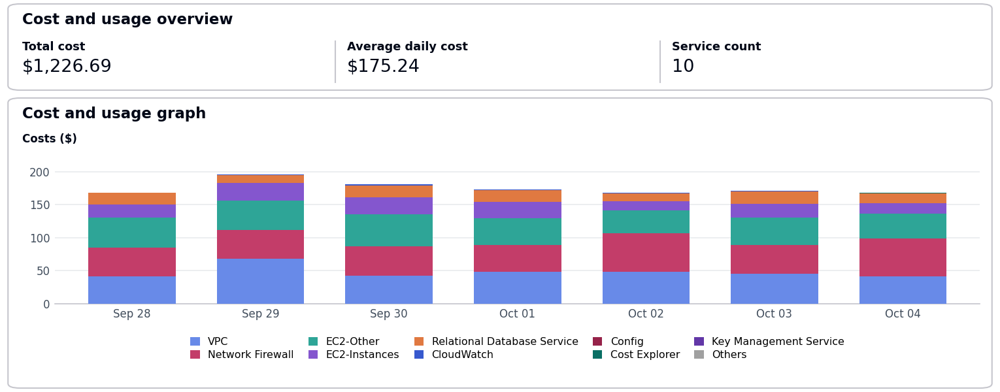 Cost and usage overview
Total cost
$1,226.69
Average daily cost
$175.24
Service count
10
Cost and usage graph
Costs ($)
200
150
100
50
0
Sep 28 Sep 29 Sep 30 Oct 01 Oct 02 Oct 03 Oct 04
VPC EC2-Other Relational Database Service Config Key Management Service
Network Firewall EC2-Instances CloudWatch Cost Explorer Others